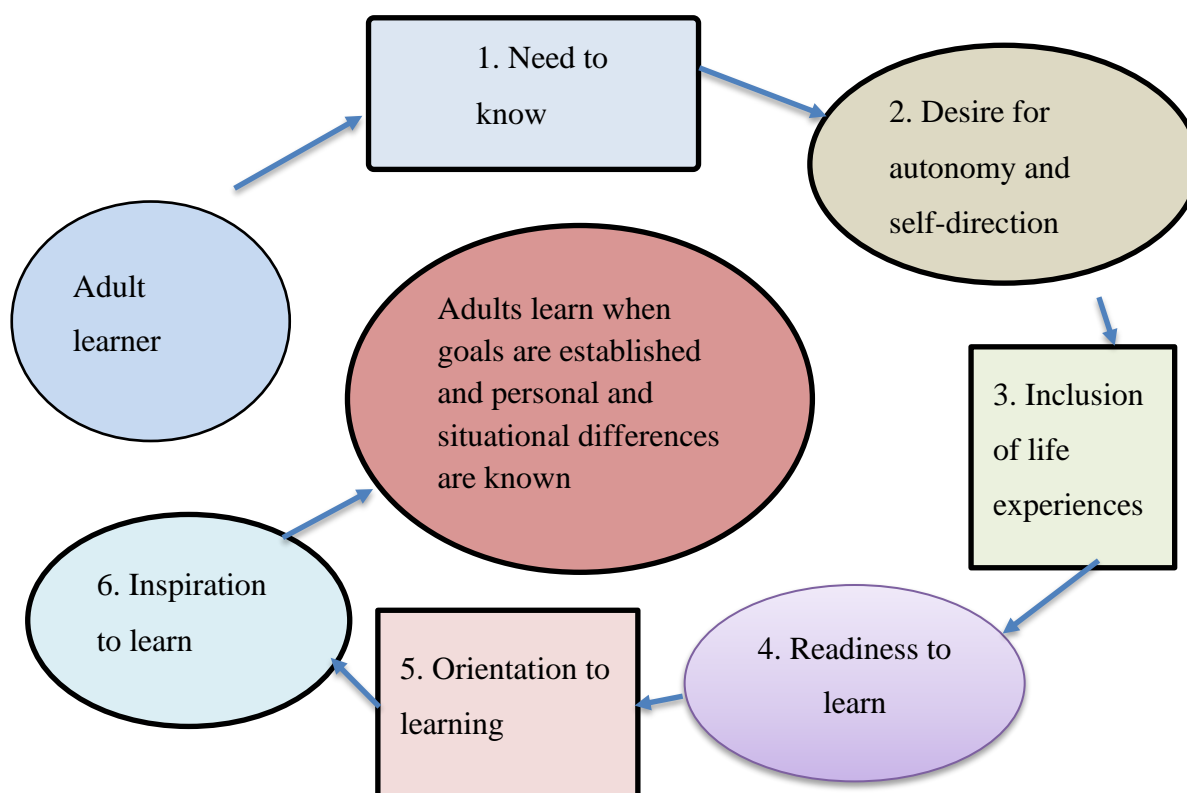 1. Need to
know
2. Desire for
autonomy and
self-direction
Adult
learner
Adults learn when
goals are established
and personal and
situational differences
are known
3. Inclusion
of life
experiences
6. Inspiration
to learn
5. Orientation to
learning
4. Readiness to
learn